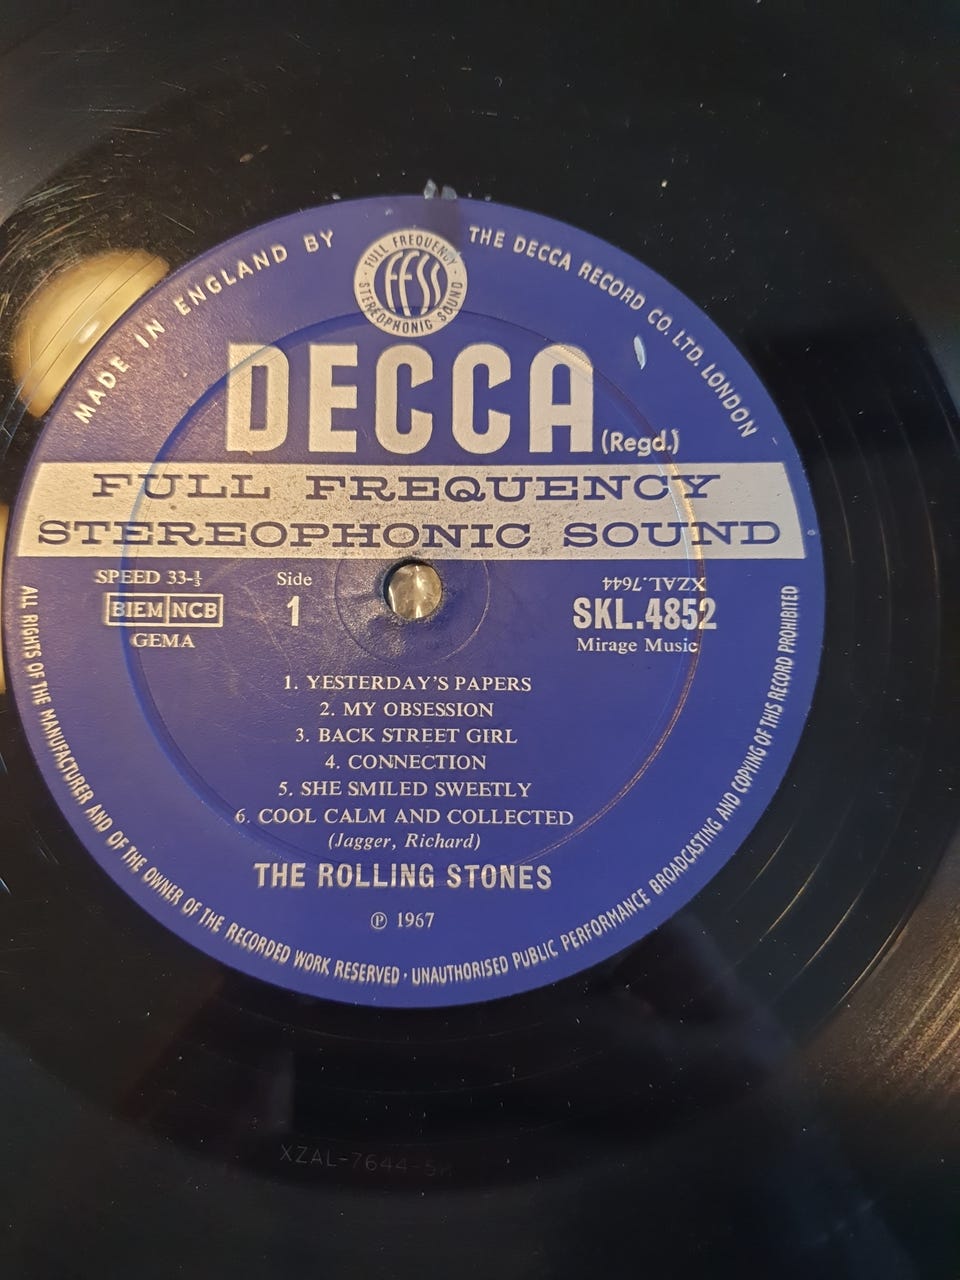 MADE IN ENGLAND BY
THE DECCA RECORD CO. LTD. LONDON
FULL FREQUENCY
FFSS
STEREOPHONIC SOUND
DECCA
(Regd.)
FULL FREQUENCY
STEREOPHONIC SOUND
SPEED 33-⅓
BIEM NCB
GEMA
Side
1
XZAL.7644
SKL.4852
Mirage Music
1. YESTERDAY'S PAPERS
2. MY OBSESSION
3. BACK STREET GIRL
4. CONNECTION
5. SHE SMILED SWEETLY
6. COOL CALM AND COLLECTED
(Jagger, Richard)
THE ROLLING STONES
℗ 1967
ALL RIGHTS OF THE MANUFACTURER AND OF THE OWNER OF THE RECORDED WORK RESERVED · UNAUTHORISED PUBLIC PERFORMANCE BROADCASTING AND COPYING OF THIS RECORD PROHIBITED